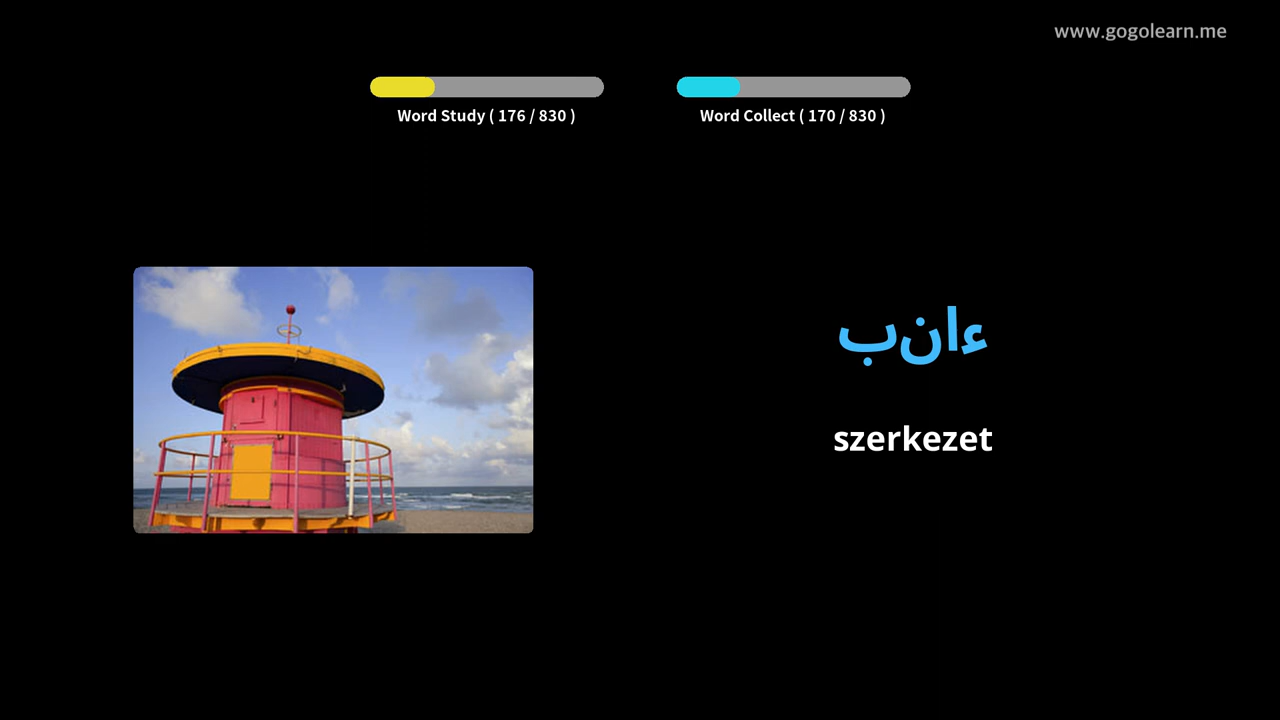 www.gogolearn.me
Word Study ( 176 / 830 )
Word Collect ( 170 / 830 )
بناء
szerkezet